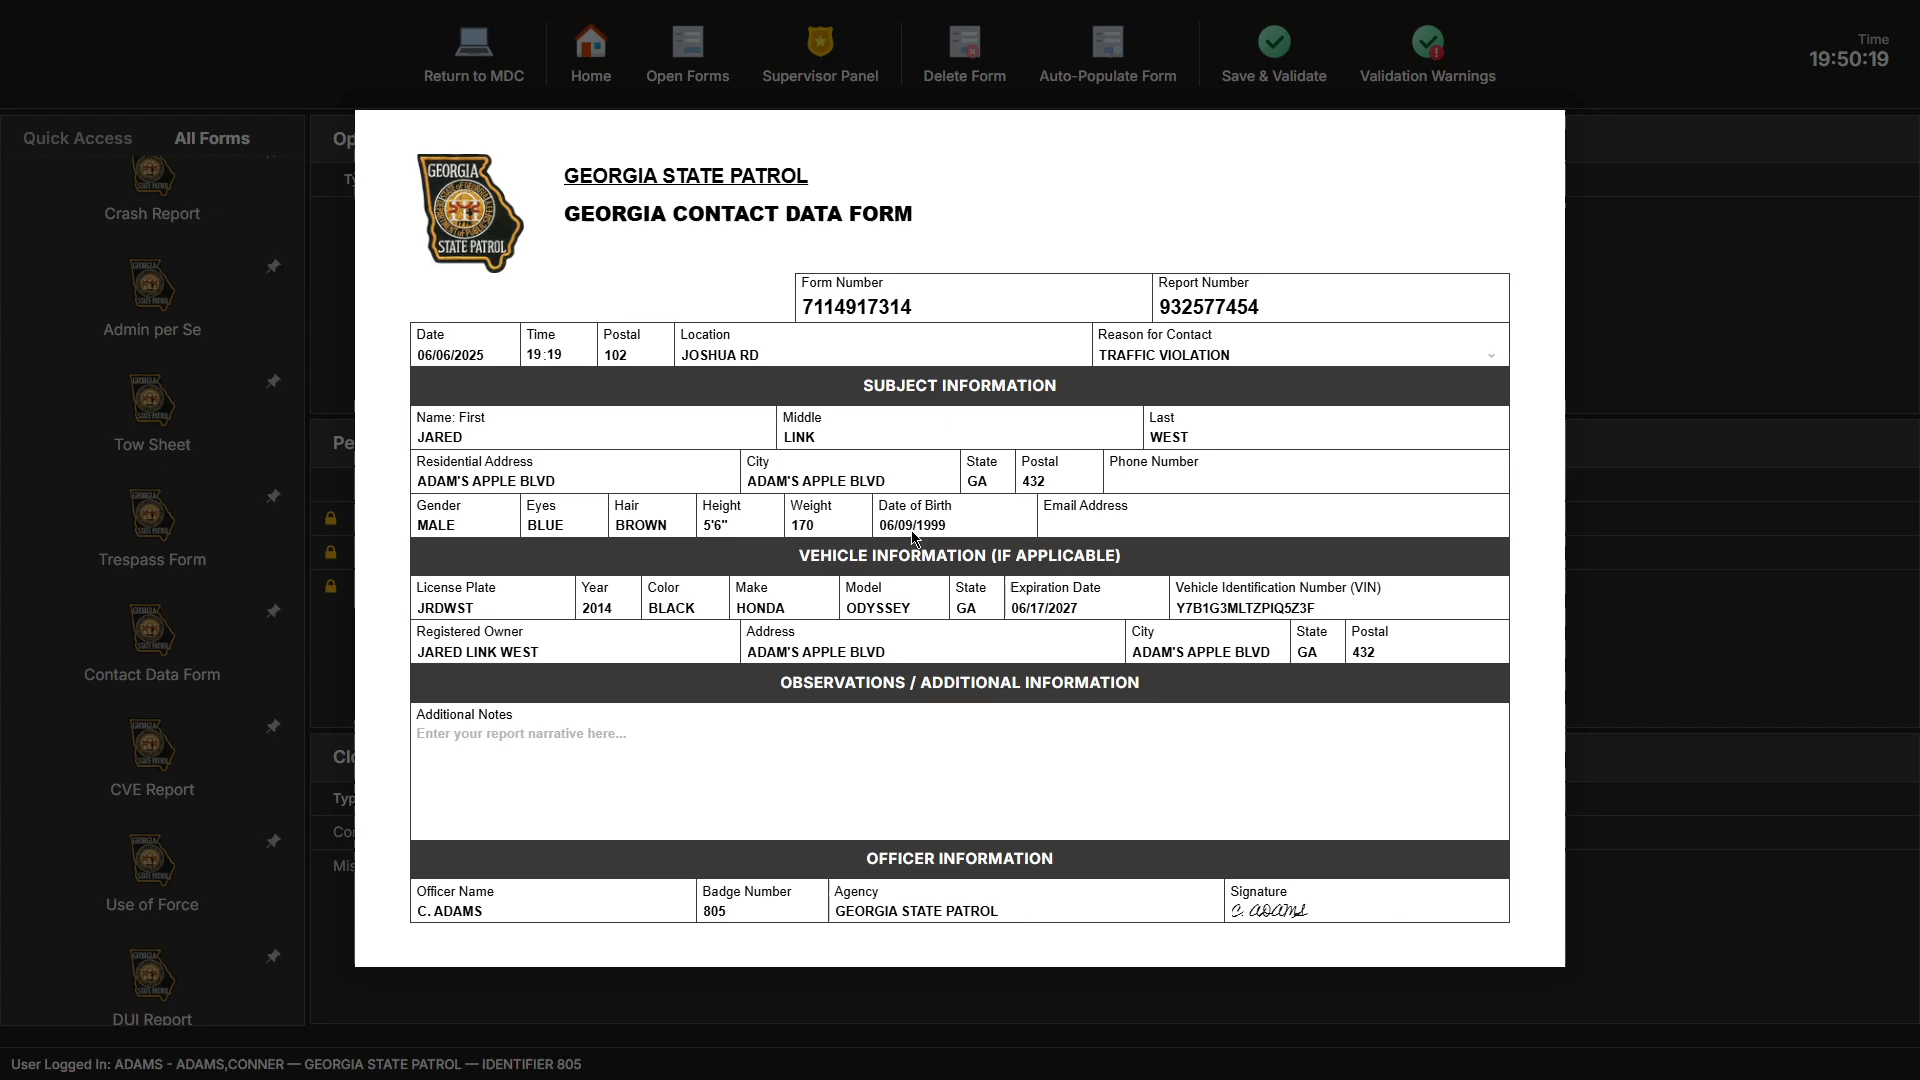 Return to MDC
Home
Open Forms
Supervisor Panel
Delete Form
Auto-Populate Form
Save & Validate
Validation Warnings
Time
19:50:19
Quick Access
All Forms
Crash Report
Admin per Se
Tow Sheet
Trespass Form
Contact Data Form
CVE Report
Use of Force
DUI Report
GEORGIA
STATE PATROL
GEORGIA STATE PATROL
GEORGIA CONTACT DATA FORM
Form Number
7114917314
Report Number
932577454
Date
06/06/2025
Time
19:19
Postal
102
Location
JOSHUA RD
Reason for Contact
TRAFFIC VIOLATION
SUBJECT INFORMATION
Name: First
JARED
Middle
LINK
Last
WEST
Residential Address
ADAM'S APPLE BLVD
City
ADAM'S APPLE BLVD
State
GA
Postal
432
Phone Number
Gender
MALE
Eyes
BLUE
Hair
BROWN
Height
5'6"
Weight
170
Date of Birth
06/09/1999
Email Address
VEHICLE INFORMATION (IF APPLICABLE)
License Plate
JRDWST
Year
2014
Color
BLACK
Make
HONDA
Model
ODYSSEY
State
GA
Expiration Date
06/17/2027
Vehicle Identification Number (VIN)
Y7B1G3MLTZPIQ5Z3F
Registered Owner
JARED LINK WEST
Address
ADAM'S APPLE BLVD
City
ADAM'S APPLE BLVD
State
GA
Postal
432
OBSERVATIONS / ADDITIONAL INFORMATION
Additional Notes
Enter your report narrative here...
OFFICER INFORMATION
Officer Name
C. ADAMS
Badge Number
805
Agency
GEORGIA STATE PATROL
Signature
C. ADAMS
User Logged In: ADAMS - ADAMS,CONNER — GEORGIA STATE PATROL — IDENTIFIER 805